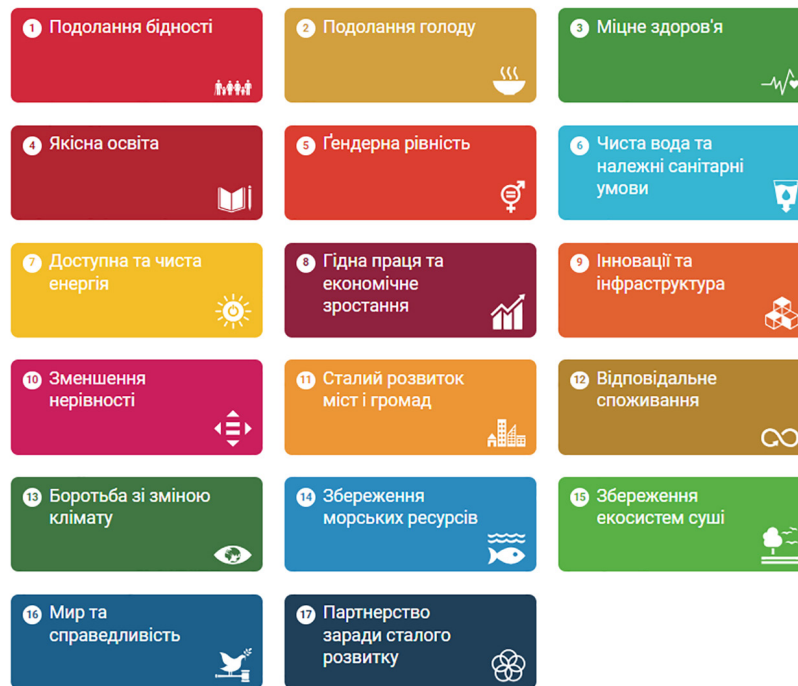 1 Подолання бідності
2 Подолання голоду
3 Міцне здоров'я
4 Якісна освіта
5 Ґендерна рівність
6 Чиста вода та
належні санітарні
умови
7 Доступна та чиста
енергія
8 Гідна праця та
економічне
зростання
9 Інновації та
інфраструктура
10 Зменшення
нерівності
11 Сталий розвиток
міст і громад
12 Відповідальне
споживання
13 Боротьба зі зміною
клімату
14 Збереження
морських ресурсів
15 Збереження
екосистем суші
16 Мир та
справедливість
17 Партнерство
заради сталого
розвитку